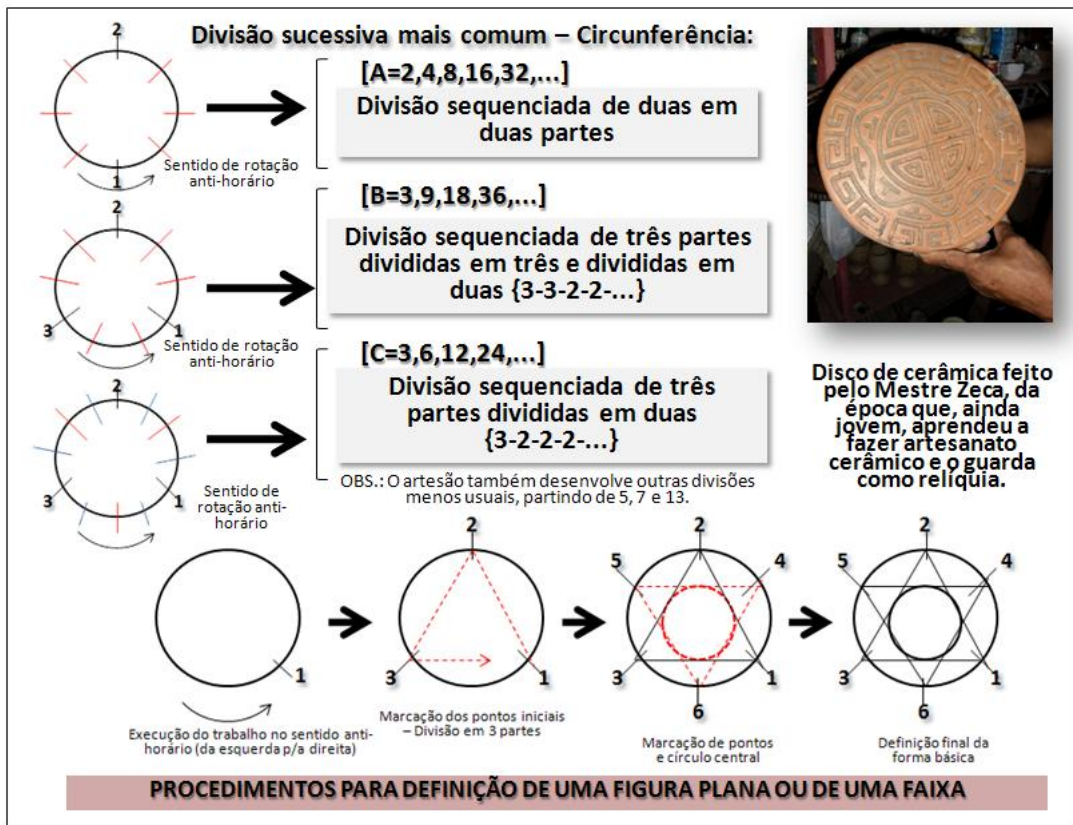 Divisão sucessiva mais comum – Circunferência:
2
1
Sentido de rotação
anti-horário
[A=2,4,8,16,32,...]
Divisão sequenciada de duas em
duas partes
2
3
1
Sentido de rotação
anti-horário
[B=3,9,18,36,...]
Divisão sequenciada de três partes
divididas em três e divididas em
duas {3-3-2-2-...}
2
3
1
Sentido de
rotação anti-
horário
[C=3,6,12,24,...]
Divisão sequenciada de três
partes divididas em duas
{3-2-2-2-...}
OBS.: O artesão também desenvolve outras divisões
menos usuais, partindo de 5, 7 e 13.
Disco de cerâmica feito
pelo Mestre Zeca, da
época que, ainda
jovem, aprendeu a
fazer artesanato
cerâmico e o guarda
como relíquia.
1
Execução do trabalho no sentido anti-
horário (da esquerda p/a direita)
2
3
1
Marcação dos pontos iniciais
– Divisão em 3 partes
2
5
4
3
1
6
Marcação de pontos
e círculo central
2
5
4
3
1
6
Definição final da
forma básica
PROCEDIMENTOS PARA DEFINIÇÃO DE UMA FIGURA PLANA OU DE UMA FAIXA